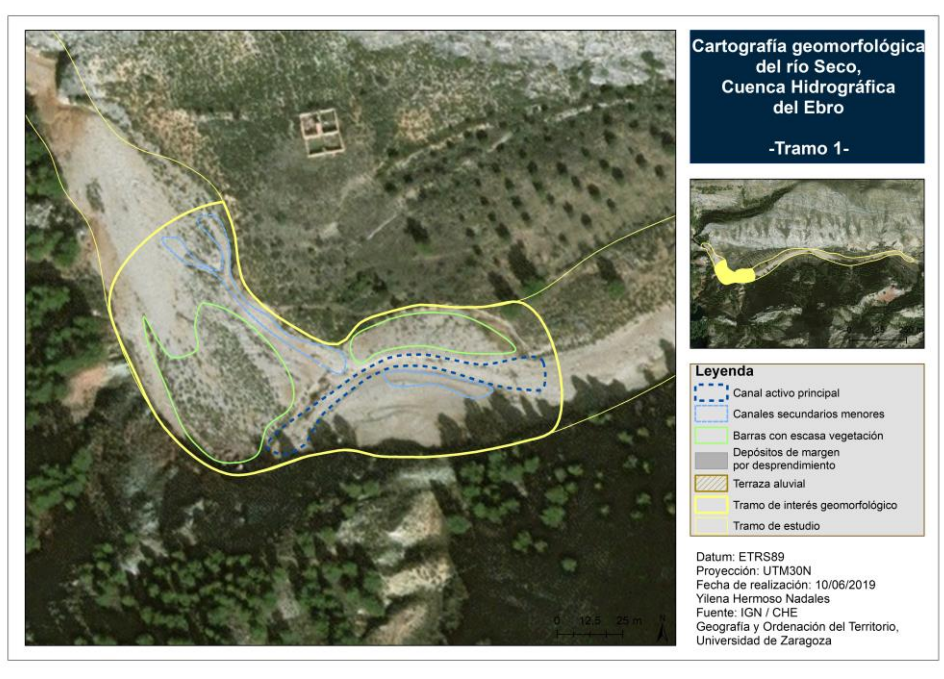 Cartografía geomorfológica
del río Seco,
Cuenca Hidrográfica
del Ebro
-Tramo 1-
Leyenda
Canal activo principal
Canales secundarios menores
Barras con escasa vegetación
Depósitos de margen
por desprendimiento
Terraza aluvial
Tramo de interés geomorfológico
Tramo de estudio
Datum: ETRS89
Proyección: UTM30N
Fecha de realización: 10/06/2019
Yilena Hermoso Nadales
Fuente: IGN / CHE
Geografía y Ordenación del Territorio,
Universidad de Zaragoza
0 12,5 25 m